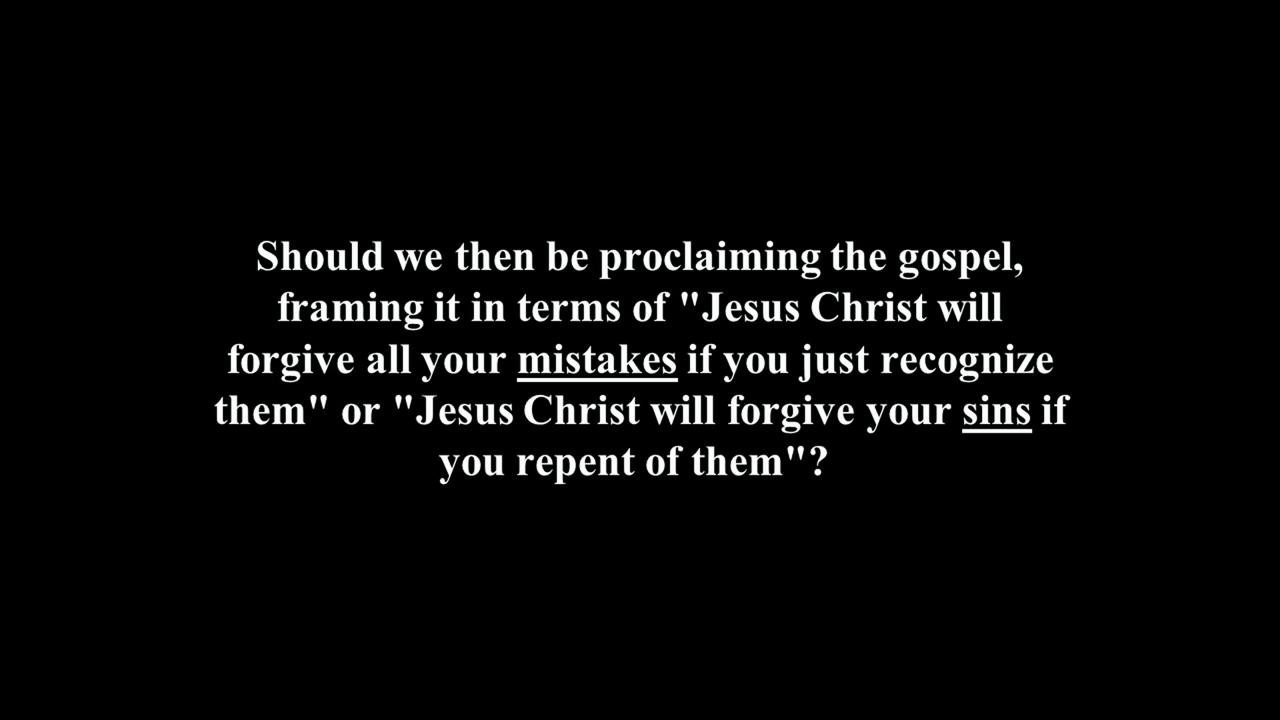 Should we then be proclaiming the gospel,
framing it in terms of "Jesus Christ will
forgive all your mistakes if you just recognize
them" or "Jesus Christ will forgive your sins if
you repent of them"?